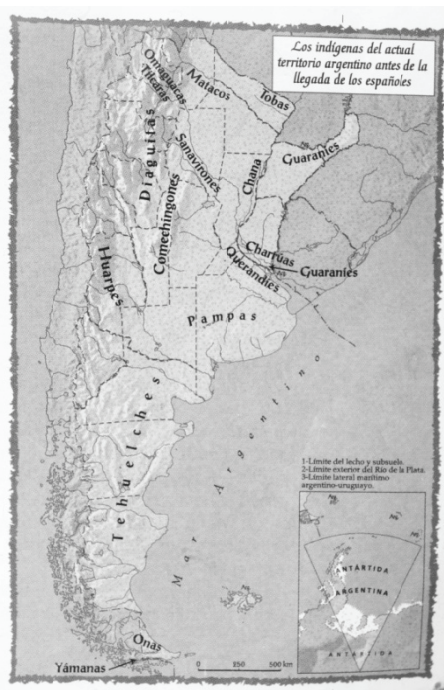 Los indígenas del actual
territorio argentino antes de la
llegada de los españoles
Omaguacas
Tilcaras
Matacos
Tobas
Diaguitas
Sanavirones
Chana
Guaraníes
Comechingones
Huarpes
Charrúas
Guaraníes
Querandíes
Pampas
Tehuelches
Mar Argentino
1-Límite del lecho y subsuelo.
2-Límite exterior del Río de la Plata.
3-Límite lateral marítimo
argentino-uruguayo.
ANTÁRTIDA
ARGENTINA
ANTÁRTIDA
Onas
Yámanas
0 250 500 km